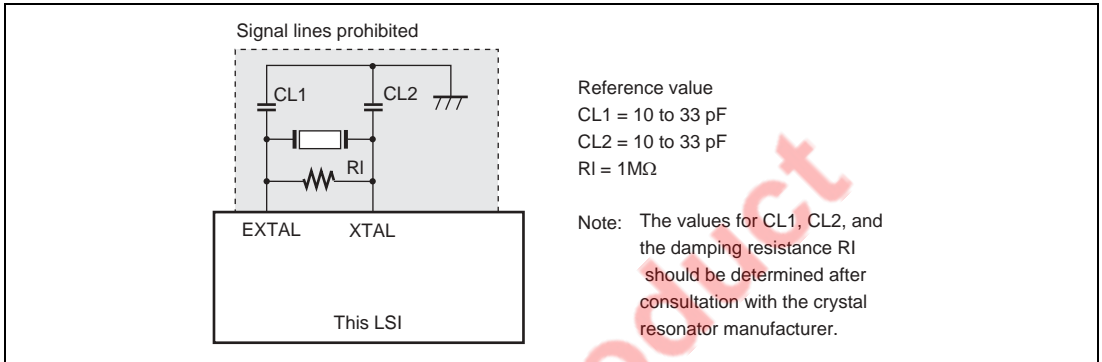 Signal lines prohibited
CL1
CL2
RI
EXTAL
XTAL
This LSI
Reference value
CL1 = 10 to 33 pF
CL2 = 10 to 33 pF
RI = 1MΩ
Note: The values for CL1, CL2, and
the damping resistance RI
should be determined after
consultation with the crystal
resonator manufacturer.
duct